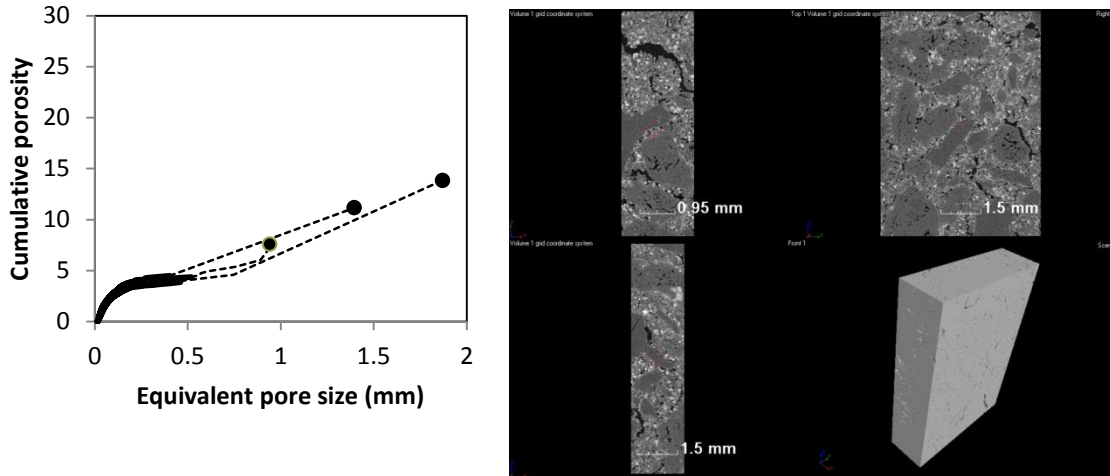 Cumulative porosity
30
25
20
15
10
5
0
0 0.5 1 1.5 2
Equivalent pore size (mm)
Volume 1 grid coordinate system
0.95 mm
Top 1 Volume 1 grid coordinate system
Right
1.5 mm
Volume 1 grid coordinate system
1.5 mm
Front 1
Scen